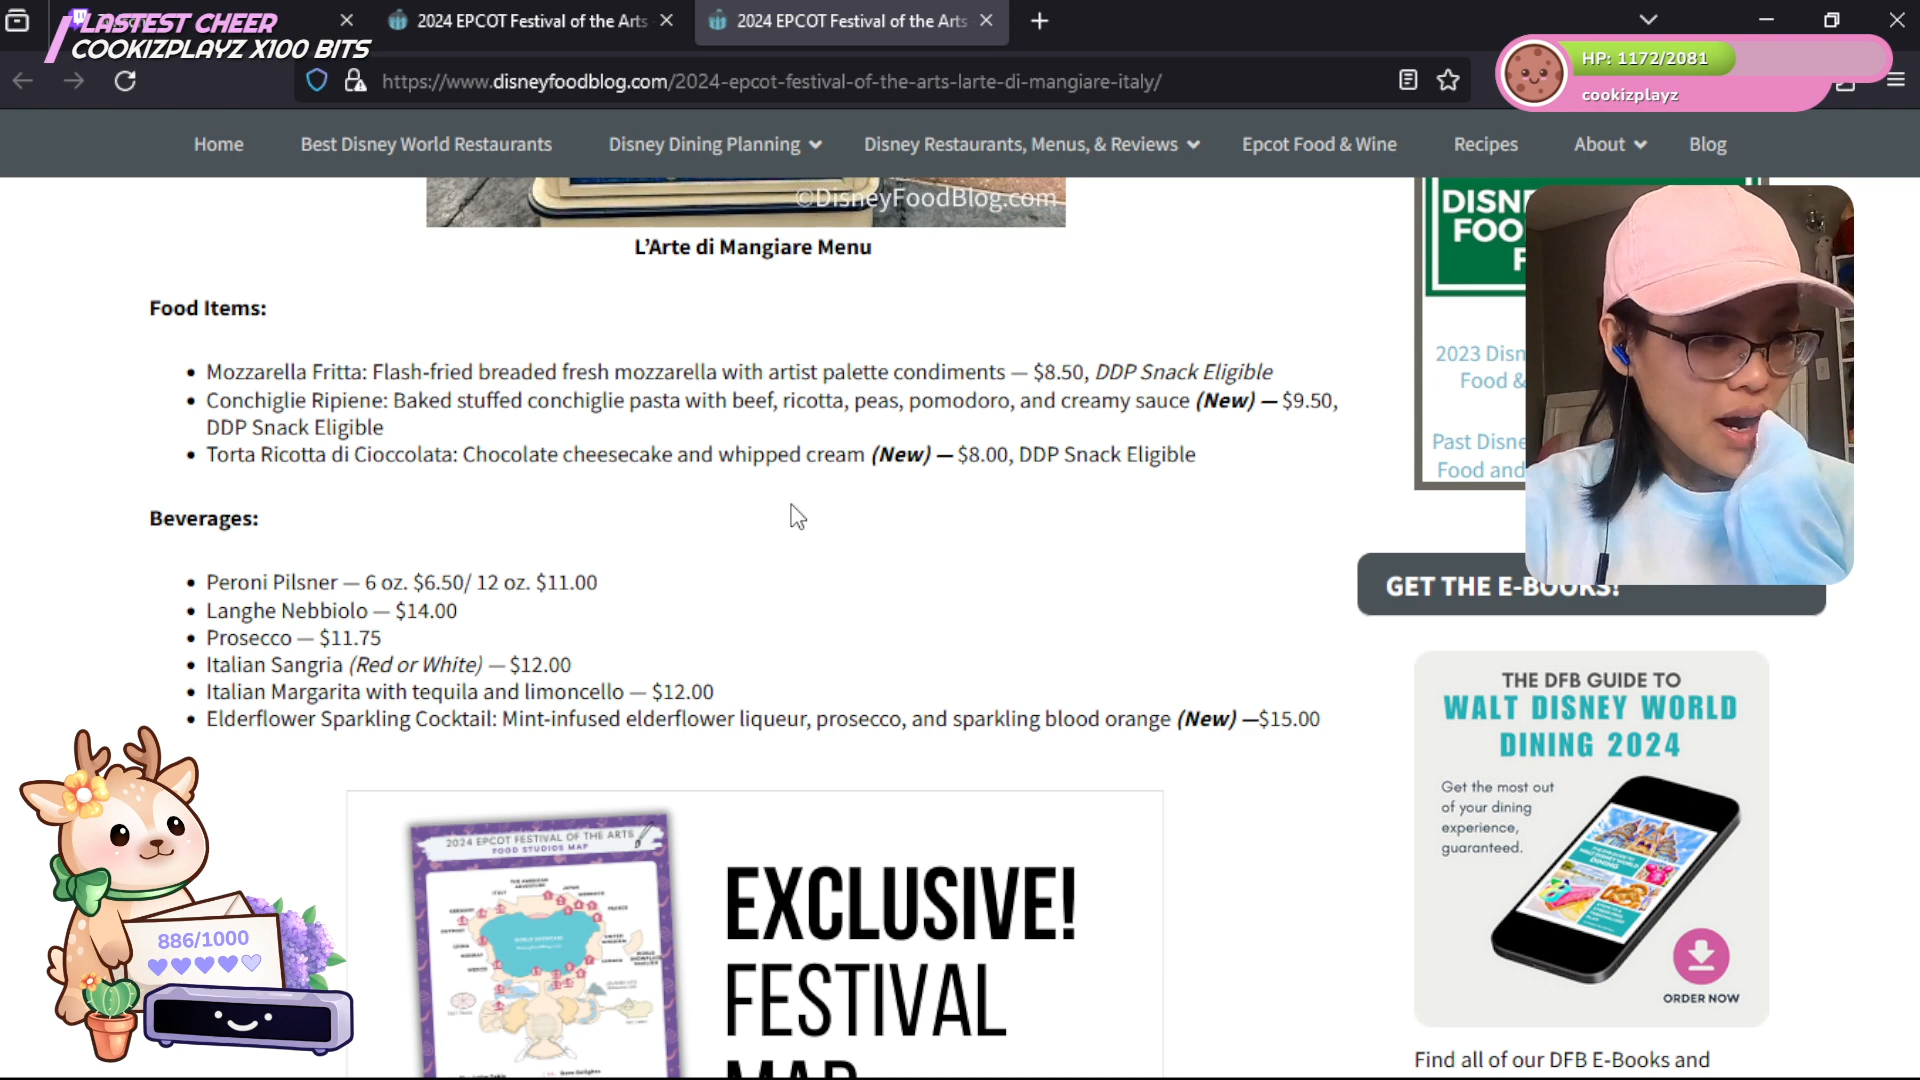 LASTEST CHEER
COOKIZPLAYZ X100 BITS
2024 EPCOT Festival of the Arts
2024 EPCOT Festival of the Arts
https://www.disneyfoodblog.com/2024-epcot-festival-of-the-arts-larte-di-mangiare-italy/
HP: 1172/2081
cookizplayz
Home
Best Disney World Restaurants
Disney Dining Planning
Disney Restaurants, Menus, & Reviews
Epcot Food & Wine
Recipes
About
Blog
©DisneyFoodBlog.com
L’Arte di Mangiare Menu
Food Items:
Mozzarella Fritta: Flash-fried breaded fresh mozzarella with artist palette condiments — $8.50, DDP Snack Eligible
Conchiglie Ripiene: Baked stuffed conchiglie pasta with beef, ricotta, peas, pomodoro, and creamy sauce (New) — $9.50,
DDP Snack Eligible
Torta Ricotta di Cioccolata: Chocolate cheesecake and whipped cream (New) — $8.00, DDP Snack Eligible
Beverages:
Peroni Pilsner — 6 oz. $6.50/ 12 oz. $11.00
Langhe Nebbiolo — $14.00
Prosecco — $11.75
Italian Sangria (Red or White) — $12.00
Italian Margarita with tequila and limoncello — $12.00
Elderflower Sparkling Cocktail: Mint-infused elderflower liqueur, prosecco, and sparkling blood orange (New) —$15.00
2024 EPCOT FESTIVAL OF THE ARTS
FOOD STUDIOS MAP
EXCLUSIVE!
FESTIVAL
MAP
886/1000
DISN
FOO
F
2023 Disn
Food &
Past Disne
Food and
GET THE E-BOOKS!
THE DFB GUIDE TO
WALT DISNEY WORLD
DINING 2024
Get the most out
of your dining
experience,
guaranteed.
ORDER NOW
Find all of our DFB E-Books and